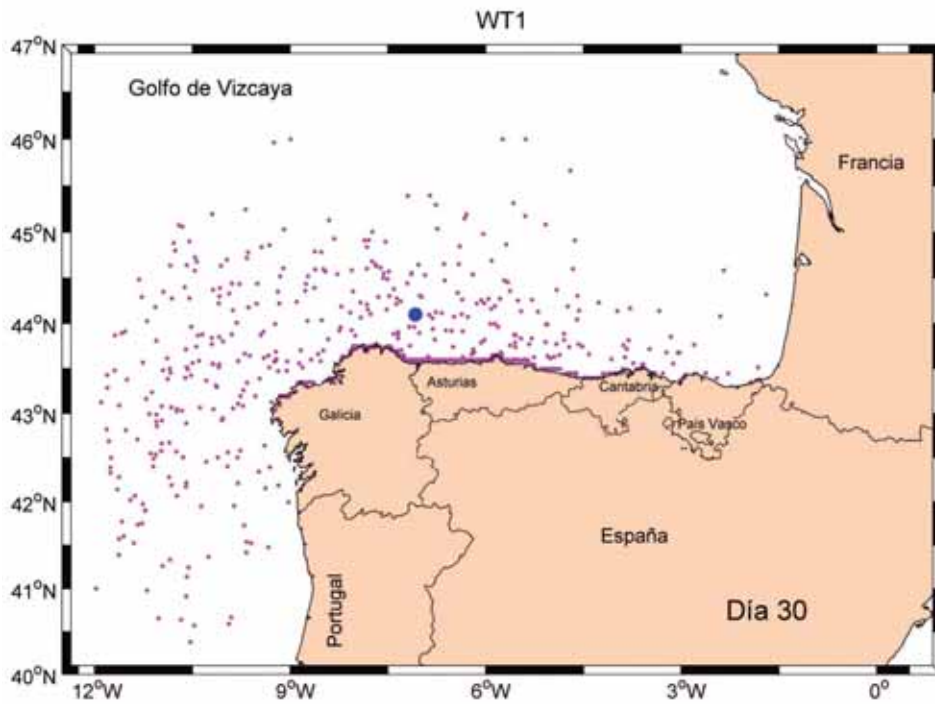 WT1
47°N
Golfo de Vizcaya
46°N
Francia
45°N
44°N
Asturias
Cantabria
43°N
Galicia
País Vasco
42°N
España
41°N
Portugal
Día 30
40°N
12°W
9°W
6°W
3°W
0°